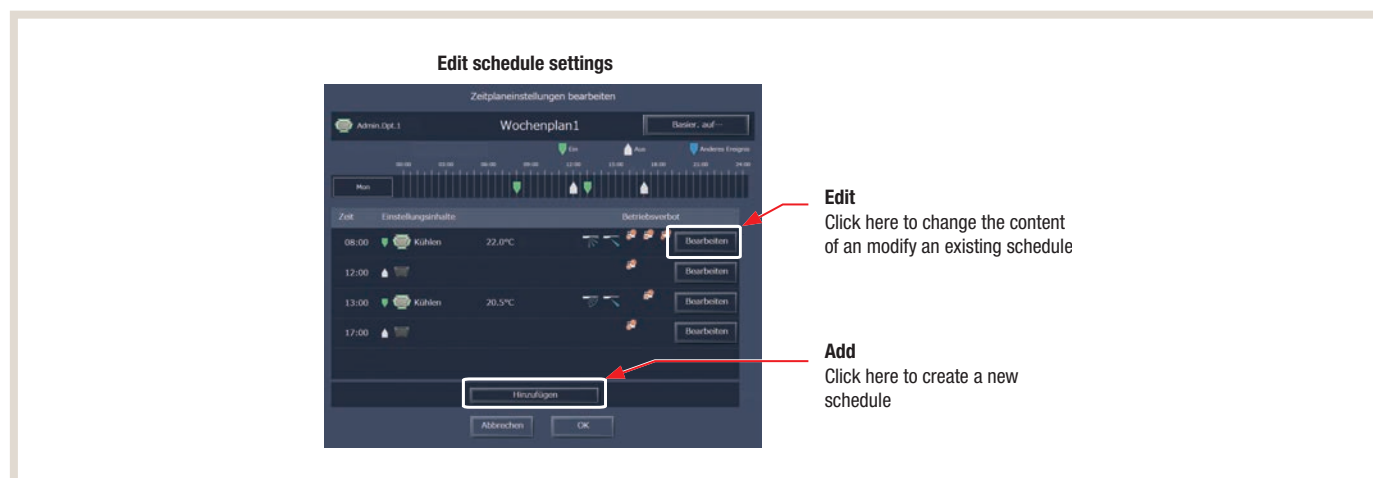 Edit schedule settings
Zeitplaneinstellungen bearbeiten
Admin.Opt.1 Wochenplan1 Basier. auf---
Ein Aus Anderes Ereignis
00:00 03:00 06:00 09:00 12:00 15:00 18:00 21:00 24:00
Mon
Zeit Einstellungsinhalte Betriebsverbot
08:00 Kühlen 22.0°C Bearbeiten
12:00 Bearbeiten
13:00 Kühlen 20.5°C Bearbeiten
17:00 Bearbeiten
Hinzufügen
Abbrechen OK
Edit
Click here to change the content
of an modify an existing schedule
Add
Click here to create a new
schedule